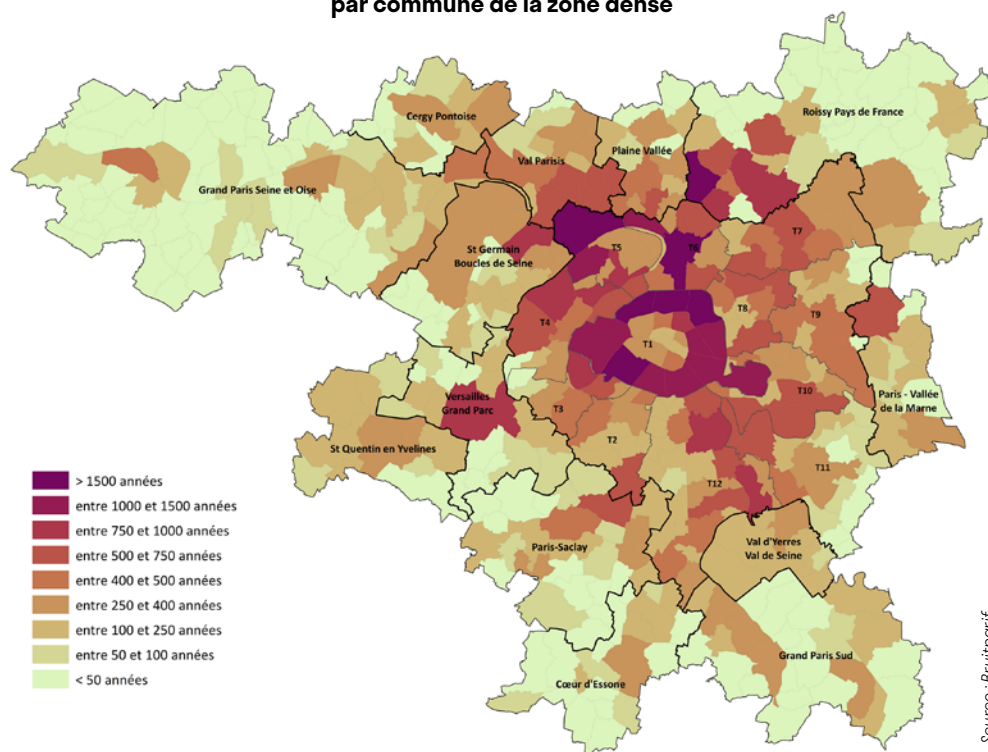 par commune de la zone dense
Cergy Pontoise
Roissy Pays de France
Val Parisis
Plaine Vallée
Grand Paris Seine et Oise
St Germain
Boucles de Seine
T5
T6
T7
T4
T8
T9
T1
Versailles
Grand Parc
T3
T10
Paris - Vallée
de la Marne
T2
St Quentin en Yvelines
T11
T12
Paris-Saclay
Val d'Yerres
Val de Seine
Grand Paris Sud
Cœur d'Essone
> 1500 années
entre 1000 et 1500 années
entre 750 et 1000 années
entre 500 et 750 années
entre 400 et 500 années
entre 250 et 400 années
entre 100 et 250 années
entre 50 et 100 années
< 50 années
Source : Bruitparif